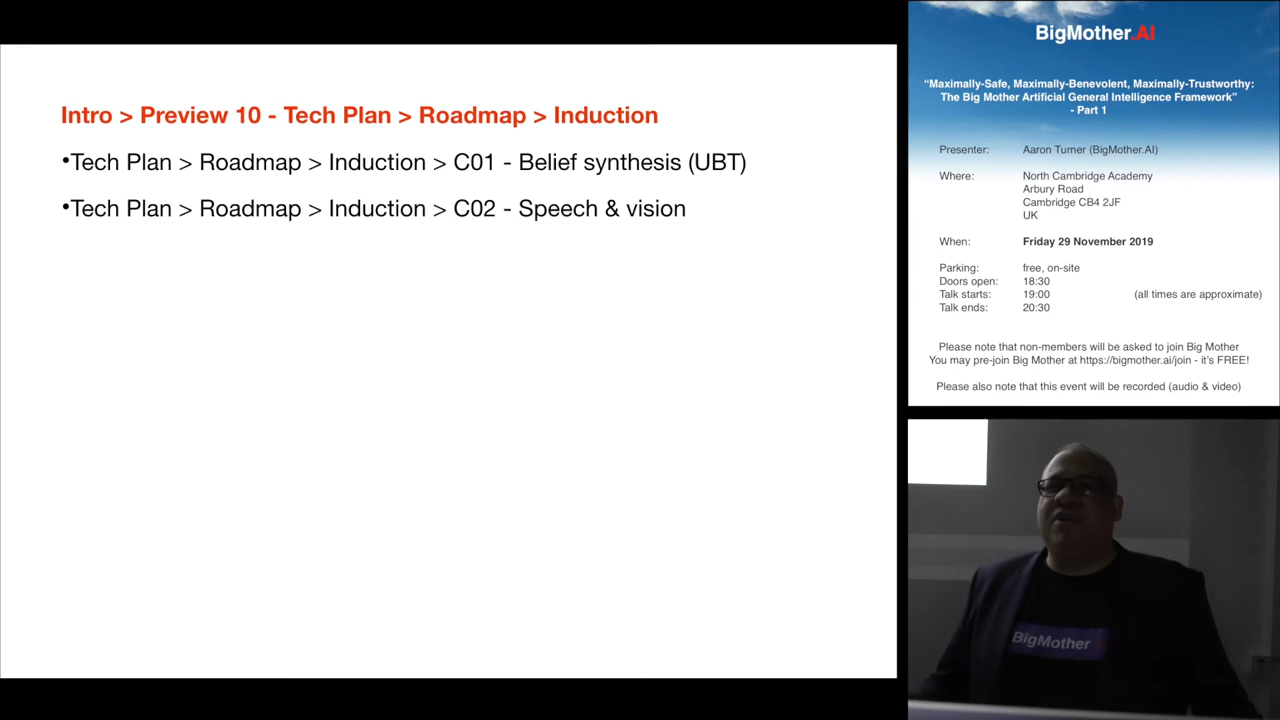 Intro > Preview 10 - Tech Plan > Roadmap > Induction
•Tech Plan > Roadmap > Induction > C01 - Belief synthesis (UBT)
•Tech Plan > Roadmap > Induction > C02 - Speech & vision
BigMother.AI
“Maximally-Safe, Maximally-Benevolent, Maximally-Trustworthy:
The Big Mother Artificial General Intelligence Framework”
- Part 1
Presenter: Aaron Turner (BigMother.AI)
Where: North Cambridge Academy
Arbury Road
Cambridge CB4 2JF
UK
When: Friday 29 November 2019
Parking: free, on-site
Doors open: 18:30
Talk starts: 19:00 (all times are approximate)
Talk ends: 20:30
Please note that non-members will be asked to join Big Mother
You may pre-join Big Mother at https://bigmother.ai/join - it’s FREE!
Please also note that this event will be recorded (audio & video)
BigMother